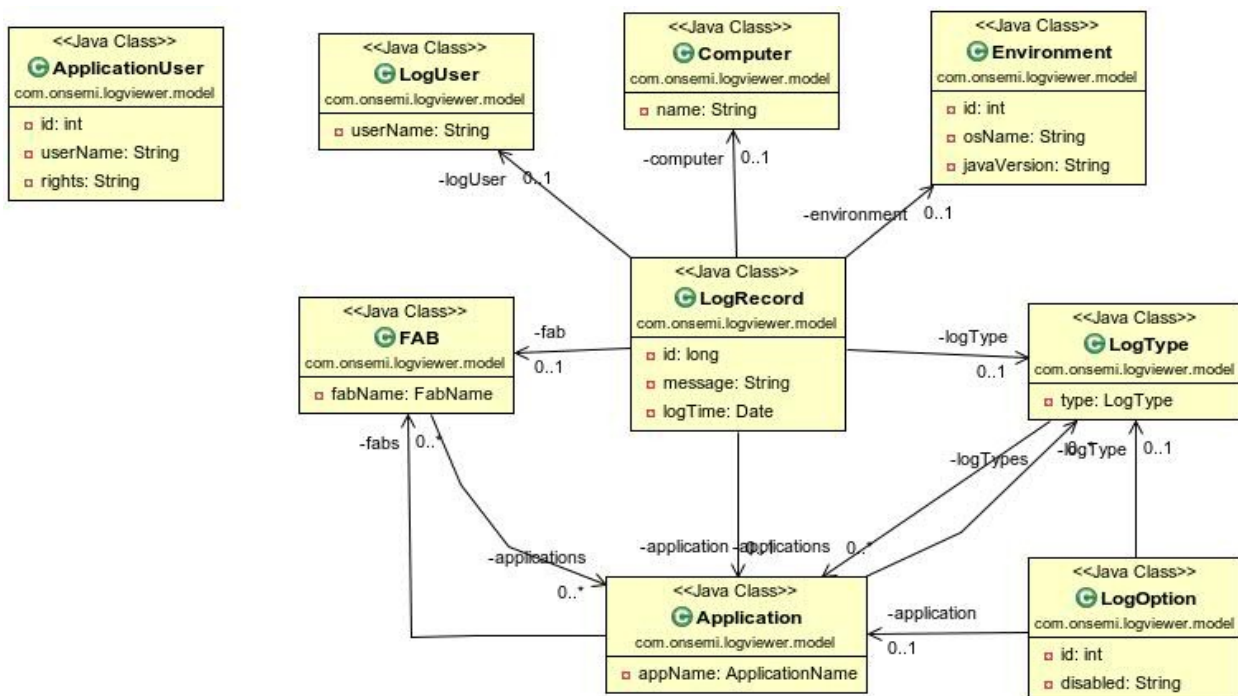 <<Java Class>>
ApplicationUser
com.onsemi.logviewer.model
id: int
userName: String
rights: String
<<Java Class>>
LogUser
com.onsemi.logviewer.model
userName: String
<<Java Class>>
Computer
com.onsemi.logviewer.model
name: String
<<Java Class>>
Environment
com.onsemi.logviewer.model
id: int
osName: String
javaVersion: String
-logUser
0..1
-computer
0..1
-environment
0..1
<<Java Class>>
FAB
com.onsemi.logviewer.model
fabName: FabName
-fab
0..1
<<Java Class>>
LogRecord
com.onsemi.logviewer.model
id: long
message: String
logTime: Date
-logType
0..1
<<Java Class>>
LogType
com.onsemi.logviewer.model
type: LogType
-fabs
0..*
-logTypes
-logType
0..1
-applications
0..*
-application
0..1
-applications
0..*
<<Java Class>>
Application
com.onsemi.logviewer.model
appName: ApplicationName
-application
0..1
<<Java Class>>
LogOption
com.onsemi.logviewer.model
id: int
disabled: String